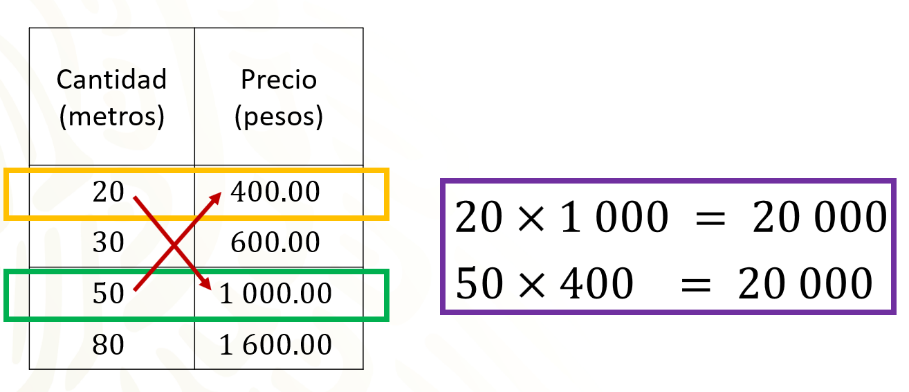 Cantidad Precio
(metros) (pesos)
20 400.00
30 600.00
50 1 000.00
80 1 600.00
20 × 1 000 = 20 000
50 × 400 = 20 000